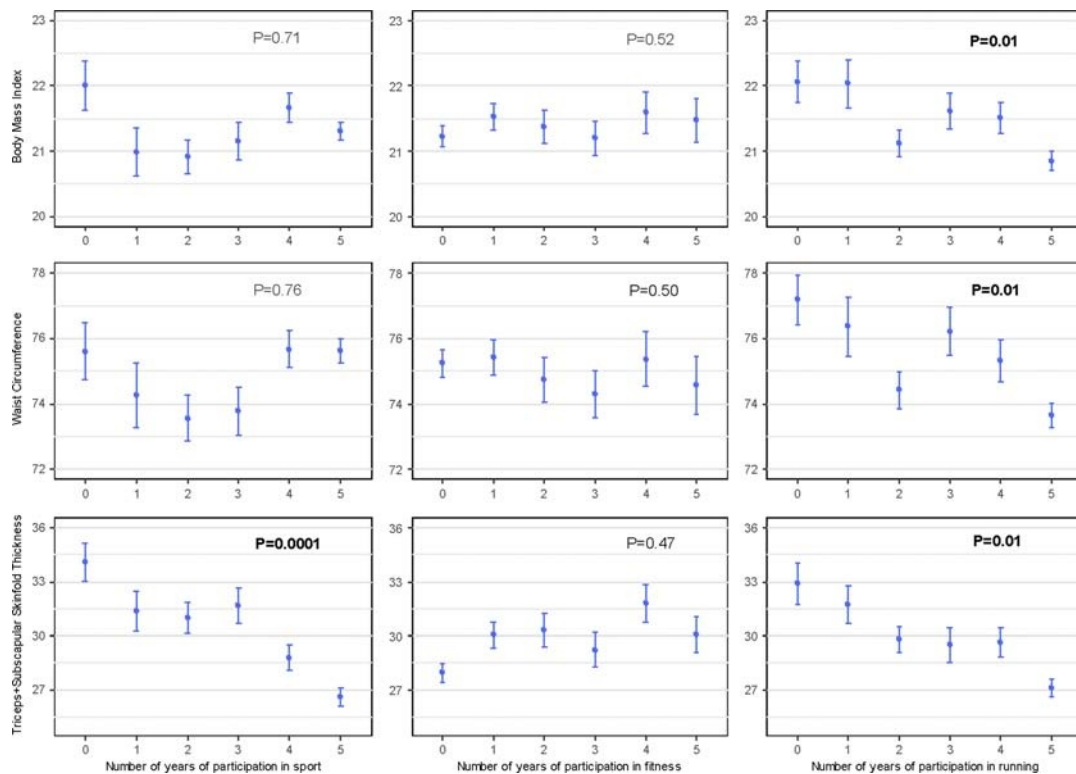 Body Mass Index
23
22
21
20
P=0.71
0 1 2 3 4 5
23
22
21
20
P=0.52
0 1 2 3 4 5
23
22
21
20
P=0.01
0 1 2 3 4 5
Waist Circumference
78
76
74
72
P=0.76
0 1 2 3 4 5
78
76
74
72
P=0.50
0 1 2 3 4 5
78
76
74
72
P=0.01
0 1 2 3 4 5
Triceps+Subscapular Skinfold Thickness
36
33
30
27
P=0.0001
0 1 2 3 4 5
Number of years of participation in sport
36
33
30
27
P=0.47
0 1 2 3 4 5
Number of years of participation in fitness
36
33
30
27
P=0.01
0 1 2 3 4 5
Number of years of participation in running